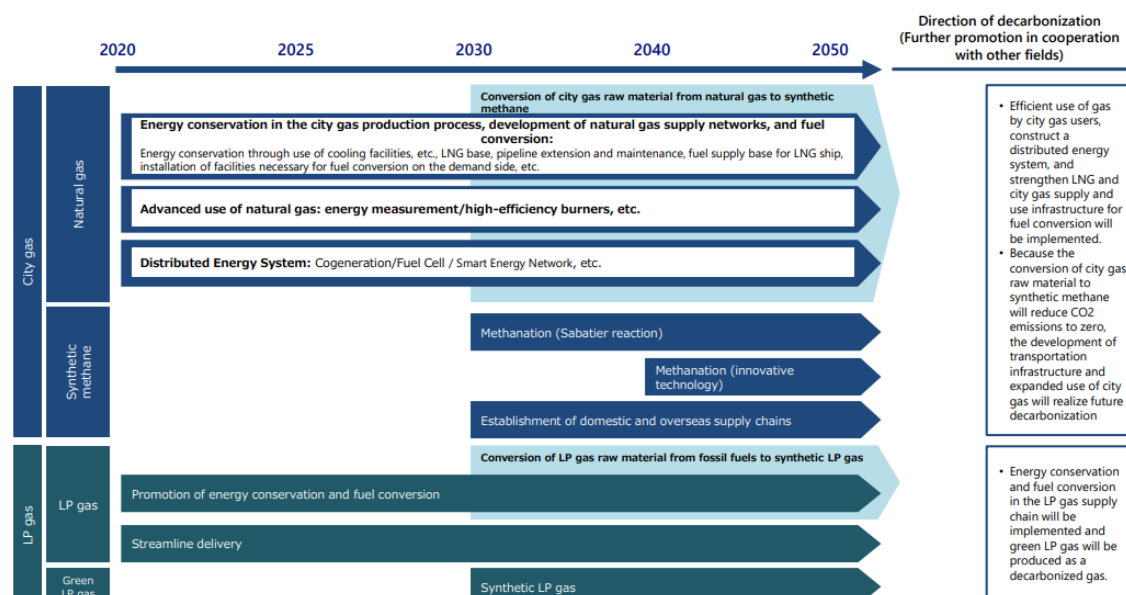 Direction of decarbonization
(Further promotion in cooperation
with other fields)
2020
2025
2030
2040
2050
City gas
Natural gas
Conversion of city gas raw material from natural gas to synthetic
methane
Energy conservation in the city gas production process, development of natural gas supply networks, and fuel
conversion:
Energy conservation through use of cooling facilities, etc., LNG base, pipeline extension and maintenance, fuel supply base for LNG ship,
installation of facilities necessary for fuel conversion on the demand side, etc.
Advanced use of natural gas: energy measurement/high-efficiency burners, etc.
Distributed Energy System: Cogeneration/Fuel Cell / Smart Energy Network, etc.
Synthetic
methane
Methanation (Sabatier reaction)
Methanation (innovative
technology)
Establishment of domestic and overseas supply chains
• Efficient use of gas
by city gas users,
construct a
distributed energy
system, and
strengthen LNG and
city gas supply and
use infrastructure for
fuel conversion will
be implemented.
• Because the
conversion of city gas
raw material to
synthetic methane
will reduce CO2
emissions to zero,
the development of
transportation
infrastructure and
expanded use of city
gas will realize future
decarbonization
LP gas
LP gas
Conversion of LP gas raw material from fossil fuels to synthetic LP gas
Promotion of energy conservation and fuel conversion
Streamline delivery
Green
LP gas
Synthetic LP gas
• Energy conservation
and fuel conversion
in the LP gas supply
chain will be
implemented and
green LP gas will be
produced as a
decarbonized gas.